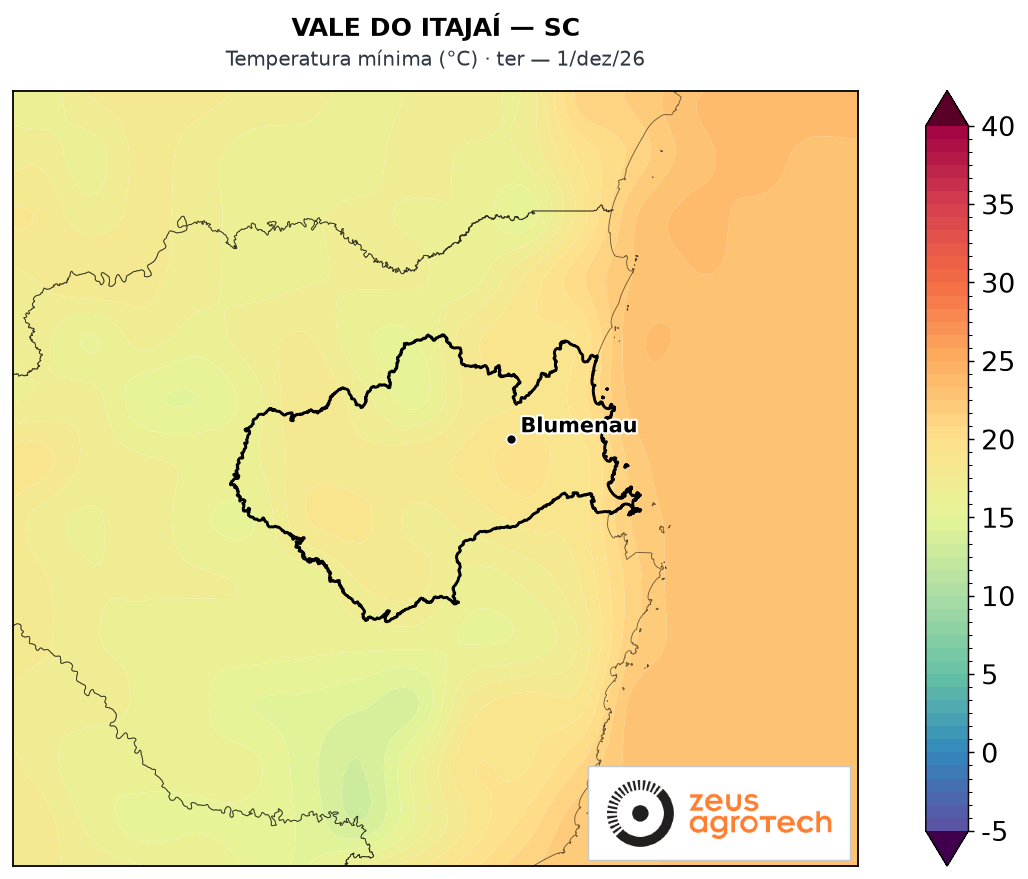 VALE DO ITAJAÍ — SC
Temperatura mínima (°C) · ter — 1/dez/26
Blumenau
40
35
30
25
20
15
10
5
0
-5
zeus
agrotech